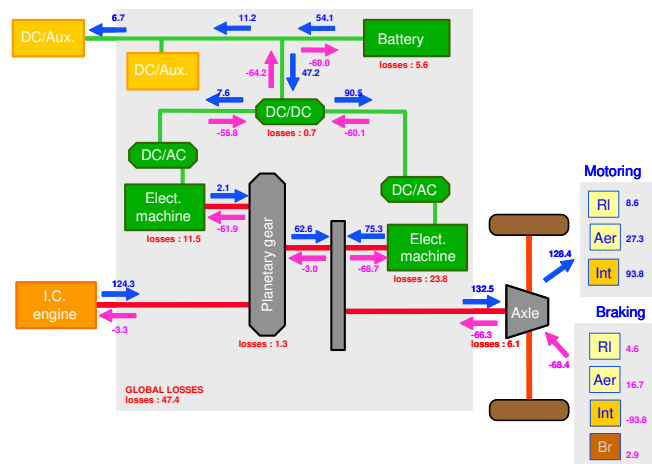 6.7
11.2
54.1
DC/Aux.
Battery
-60.0
losses : 5.6
DC/Aux.
-64.2
47.2
7.6
90.5
DC/DC
-55.8
-60.1
losses : 0.7
DC/AC
DC/AC
Elect.
machine
2.1
-61.9
losses : 11.5
Planetary gear
62.6
75.3
-3.0
-68.7
Elect.
machine
losses : 23.8
I.C.
engine
124.3
-3.3
losses : 1.3
132.5
-66.3
losses : 6.1
Axle
128.4
-68.4
GLOBAL LOSSES
losses : 47.4
Motoring
Rl 8.6
Aer 27.3
Int 93.8
Braking
Rl 4.6
Aer 16.7
Int -93.8
Br 2.9